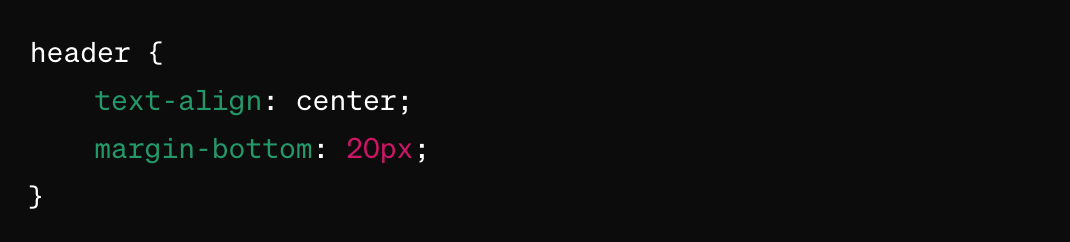 header {
    text-align: center;
    margin-bottom: 20px;
}